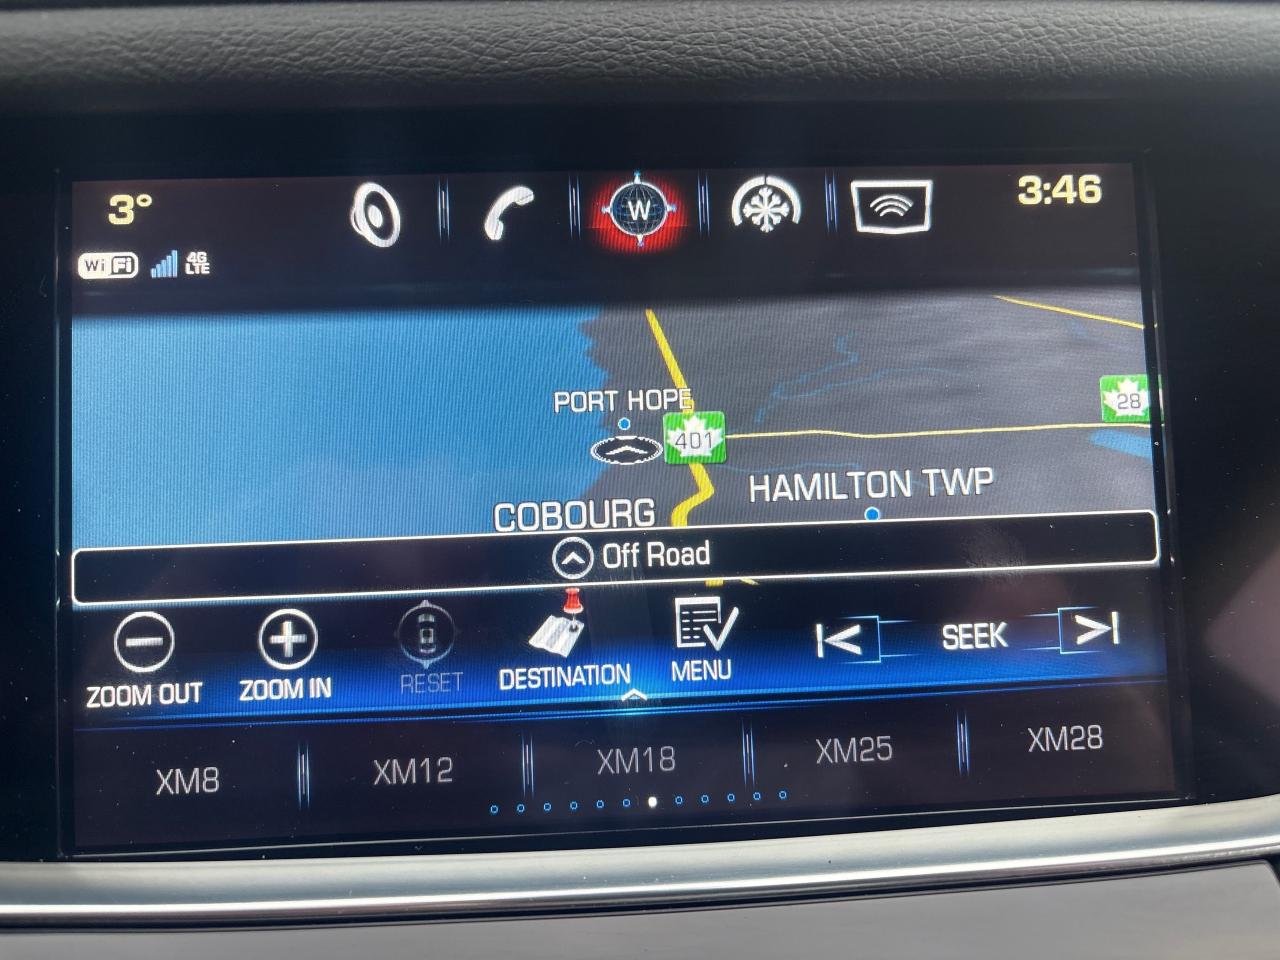 3°
W
3:46
WiFi
4G
LTE
PORT HOPE
401
28
HAMILTON TWP
COBOURG
Off Road
ZOOM OUT
ZOOM IN
RESET
DESTINATION
MENU
SEEK
XM8
XM12
XM18
XM25
XM28